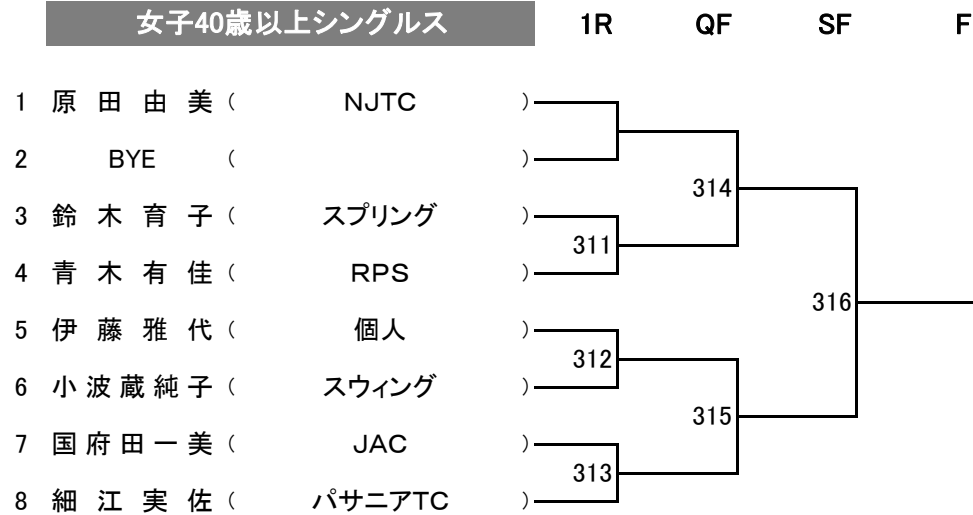 女子40歳以上シングルス 1R QF SF F
1 原田由美 ( NJTC )
2 BYE ( )
3 鈴木育子 ( スプリング )
314
311
4 青木有佳 ( RPS )
316
5 伊藤雅代 ( 個人 )
312
6 小波蔵純子 ( スウィング )
315
7 国府田一美 ( JAC )
313
8 細江実佐 ( パサニアTC )